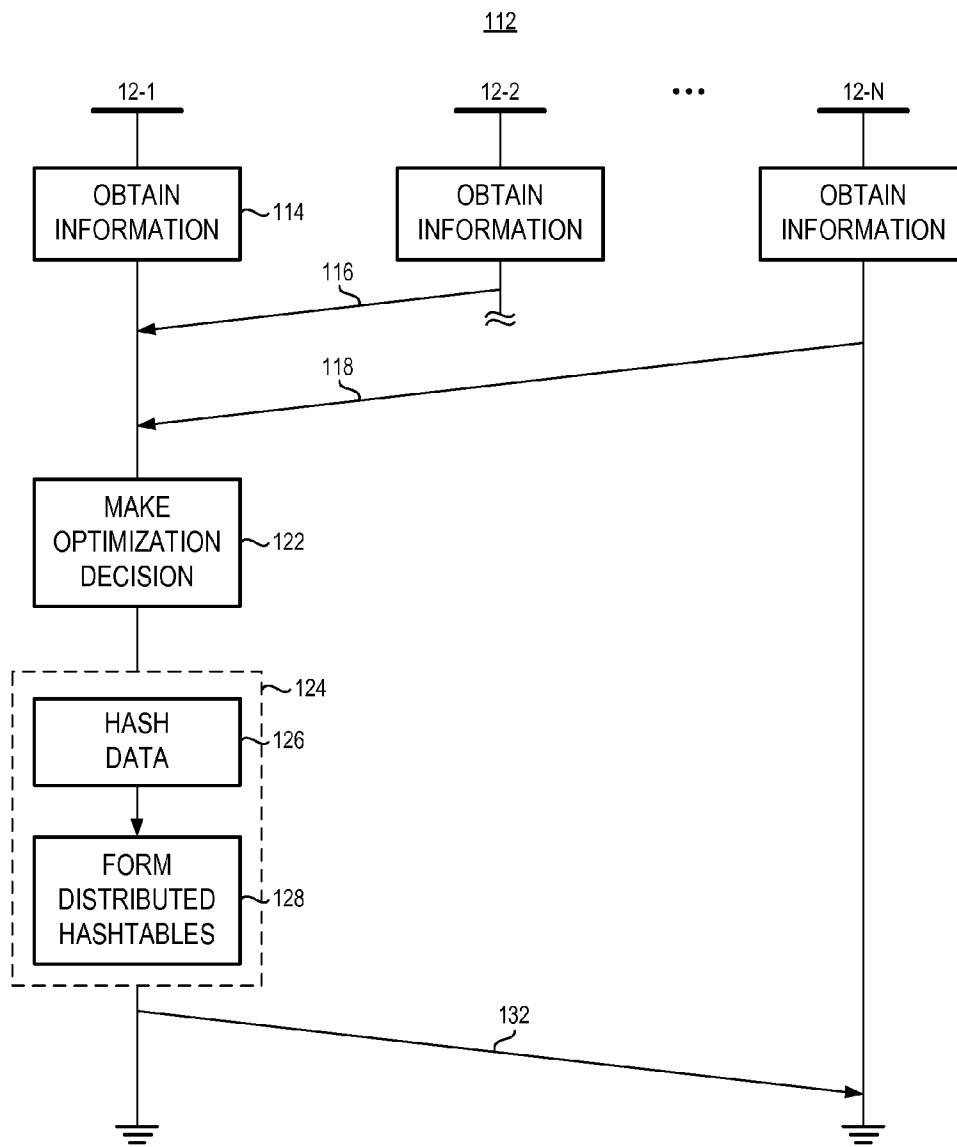 112
12-1
12-2
...
12-N
OBTAIN
INFORMATION
114
OBTAIN
INFORMATION
OBTAIN
INFORMATION
116
118
MAKE
OPTIMIZATION
DECISION
122
124
HASH
DATA
126
FORM
DISTRIBUTED
HASHTABLES
128
132